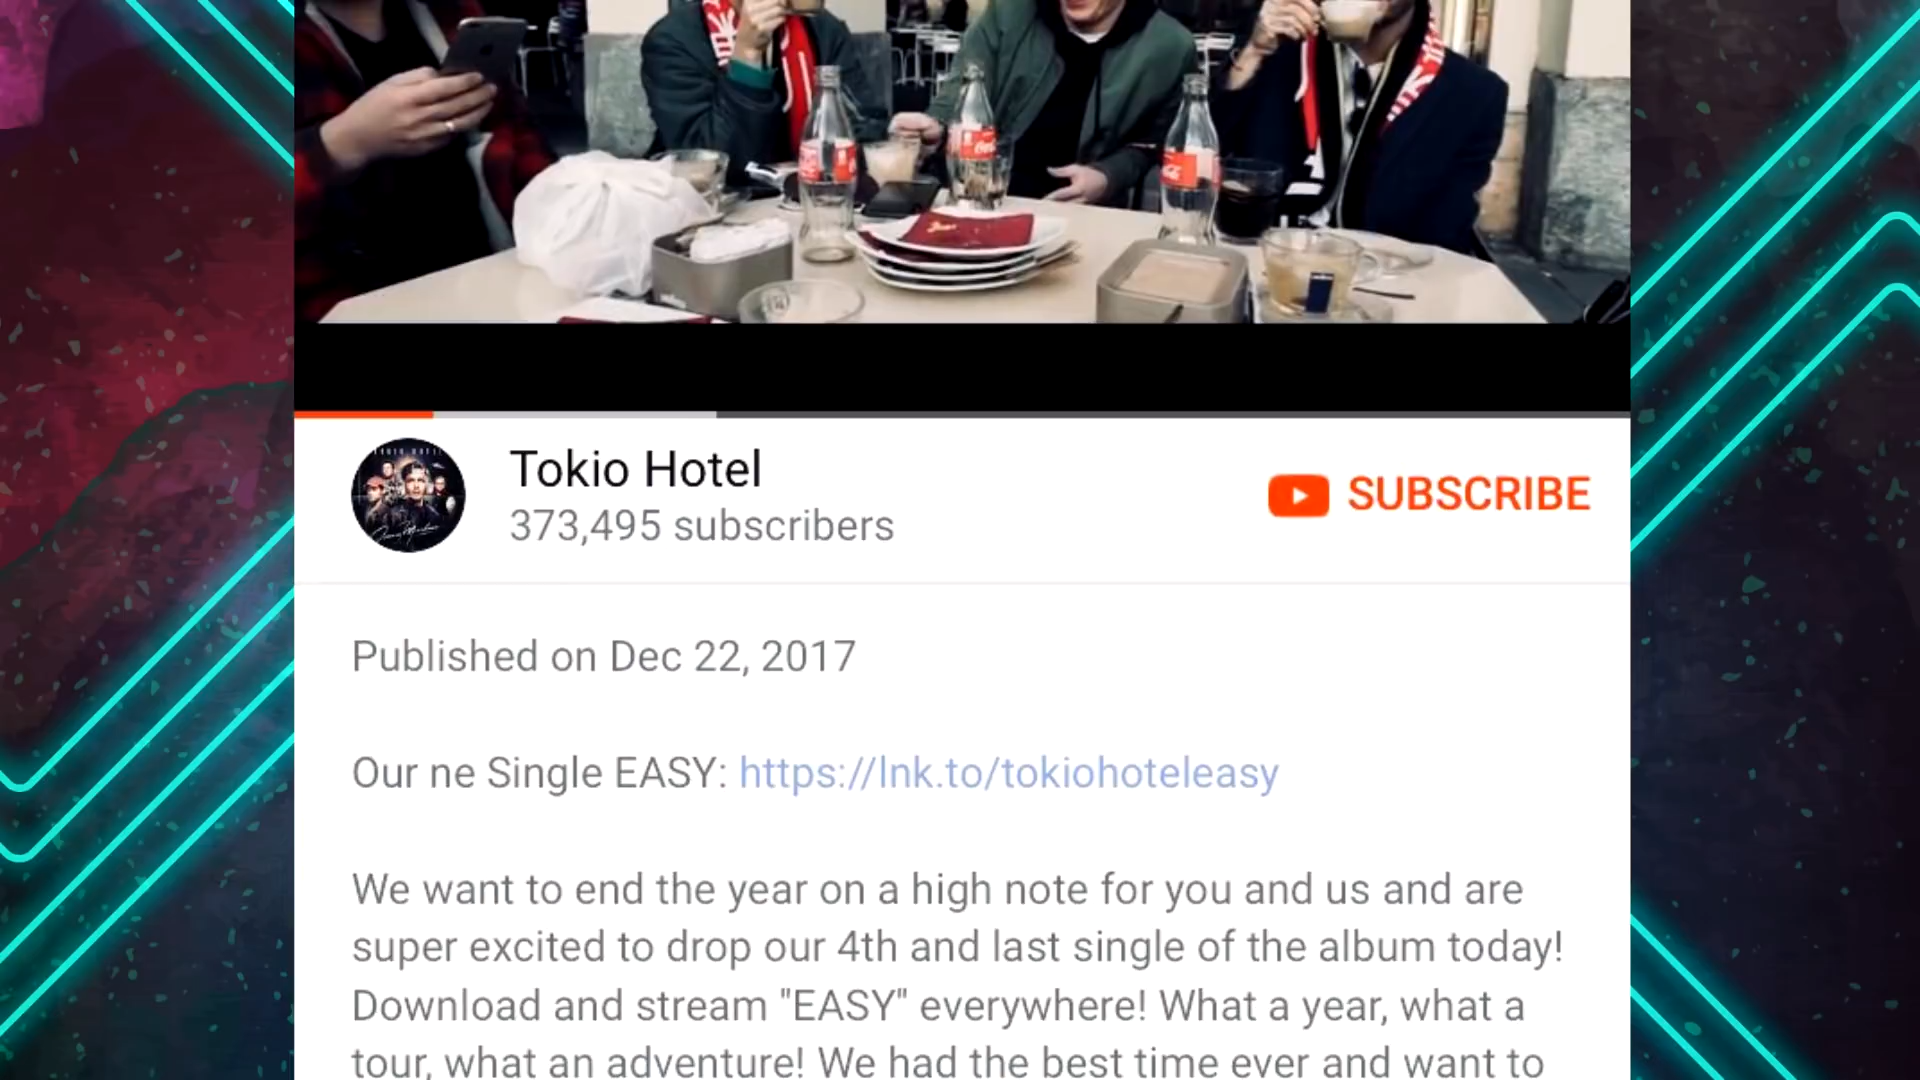 Tokio Hotel
373,495 subscribers
SUBSCRIBE
Published on Dec 22, 2017
Our ne Single EASY: https://lnk.to/tokiohoteleasy
We want to end the year on a high note for you and us and are
super excited to drop our 4th and last single of the album today!
Download and stream "EASY" everywhere! What a year, what a
tour, what an adventure! We had the best time ever and want to